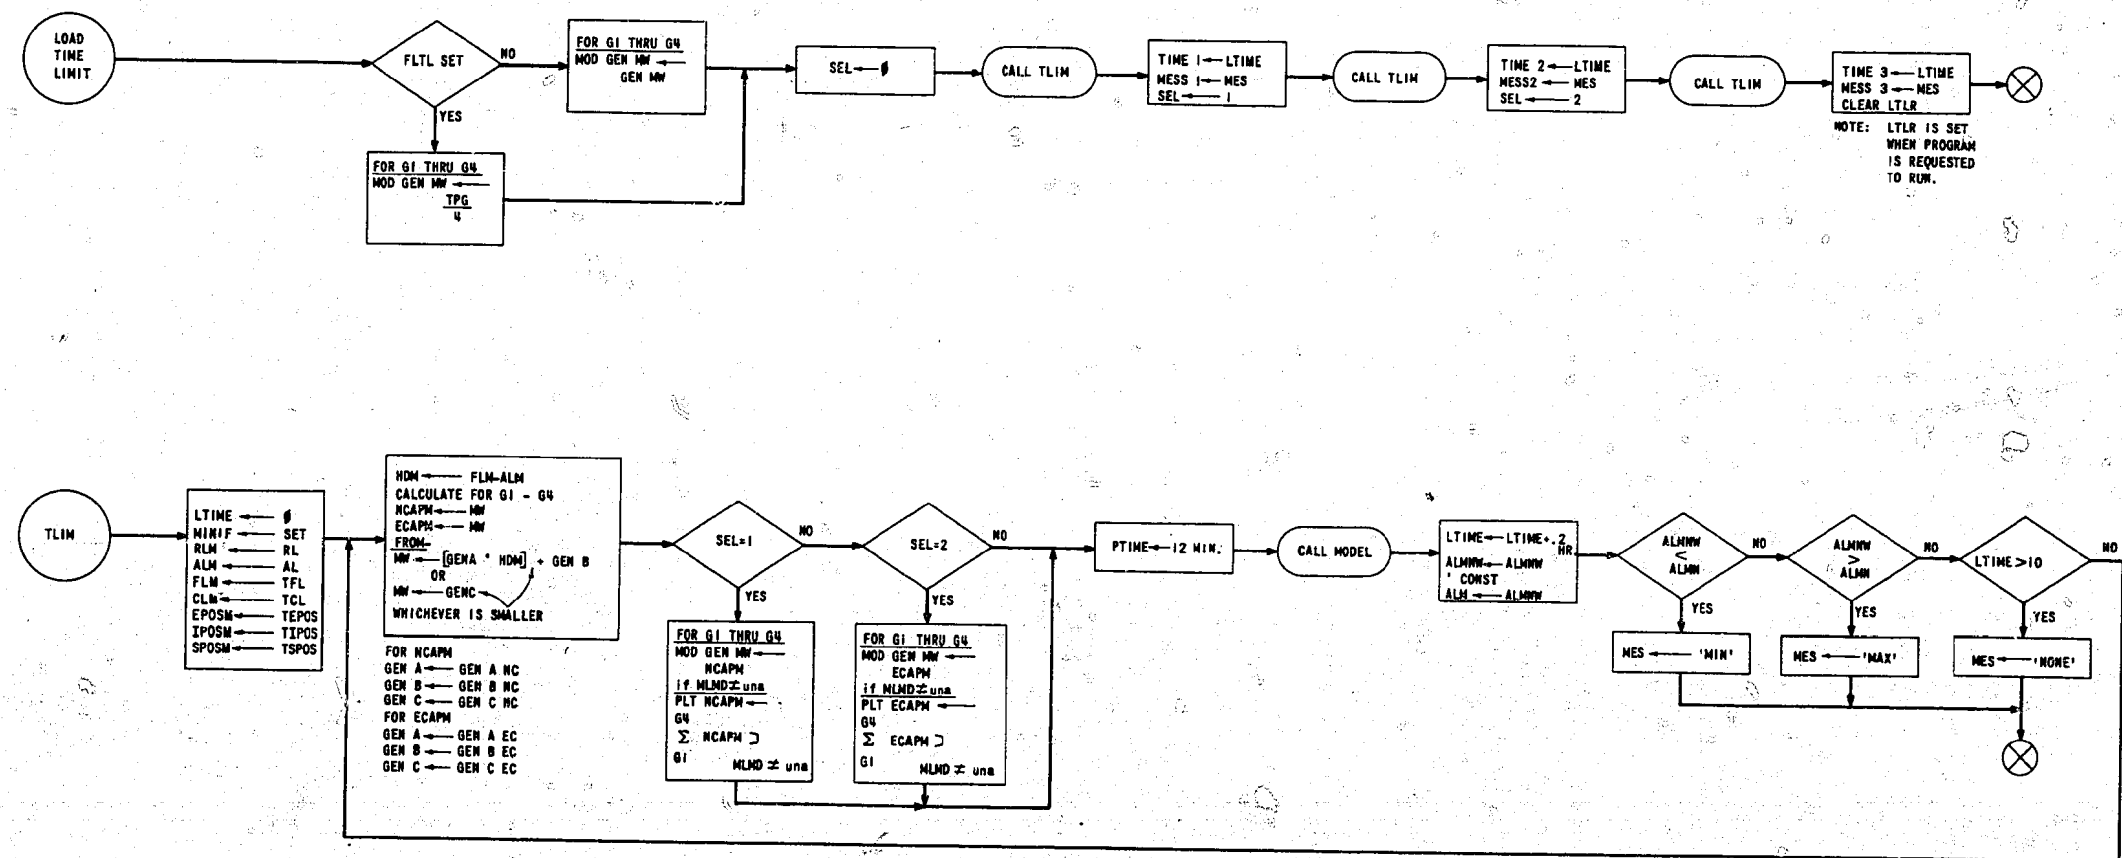 LOAD
TIME
LIMIT
FLTL SET
NO
YES
FOR G1 THRU G4
MOD GEN MW ←
GEN MW
FOR G1 THRU G4
MOD GEN MW ←
TPG
4
SEL ← 0
CALL TLIM
TIME 1 ← LTIME
MESS 1 ← MES
SEL ← 1
CALL TLIM
TIME 2 ← LTIME
MESS2 ← MES
SEL ← 2
CALL TLIM
TIME 3 ← LTIME
MESS 3 ← MES
CLEAR LTLR
NOTE: LTLR IS SET
WHEN PROGRAM
IS REQUESTED
TO RUN.
TLIM
LTIME ← 0
MINIF ← SET
RLM ← RL
ALM ← AL
FLM ← TFL
CLM ← TCL
EPOSM ← TEPOS
IPOSM ← TIPOS
SPOSM ← TSPOS
HDM ← FLM-ALM
CALCULATE FOR G1 - G4
NCAPM ← MW
ECAPM ← MW
FROM-
MW ← [GENA * HDM] + GEN B
OR
MW ← GENC
WHICHEVER IS SMALLER
FOR NCAPM
GEN A ← GEN A NC
GEN B ← GEN B NC
GEN C ← GEN C NC
FOR ECAPM
GEN A ← GEN A EC
GEN B ← GEN B EC
GEN C ← GEN C EC
SEL=1
NO
YES
FOR G1 THRU G4
MOD GEN MW ←
NCAPM
if MLMD≠una
PLT NCAPM ←
G4
Σ NCAPM ⊃
G1 MLMD ≠ una
SEL=2
NO
YES
FOR G1 THRU G4
MOD GEN MW ←
ECAPM
if MLMD≠una
PLT ECAPM ←
G4
Σ ECAPM ⊃
G1 MLMD ≠ una
PTIME ← 12 MIN.
CALL MODEL
LTIME ← LTIME+.2
HR
ALMNW ← ALMNW
* CONST
ALM ← ALMNW
ALMNW
≤
ALMN
NO
YES
MES ← 'MIN'
ALMNW
>
ALMN
NO
YES
MES ← 'MAX'
LTIME>10
NO
YES
MES ← 'NONE'